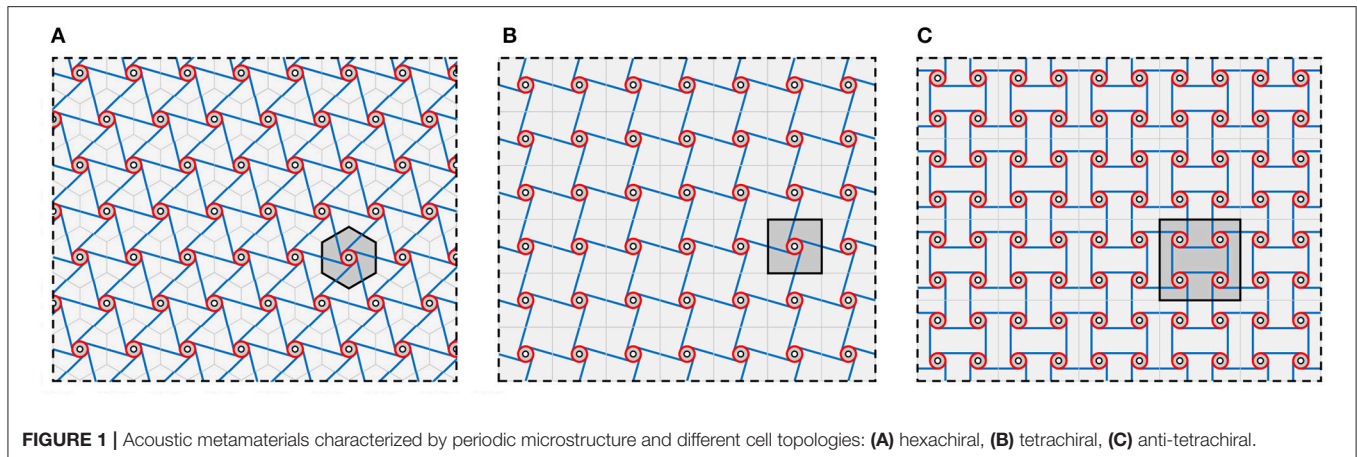 A
B
C
FIGURE 1 | Acoustic metamaterials characterized by periodic microstructure and different cell topologies: (A) hexachiral, (B) tetrachiral, (C) anti-tetrachiral.